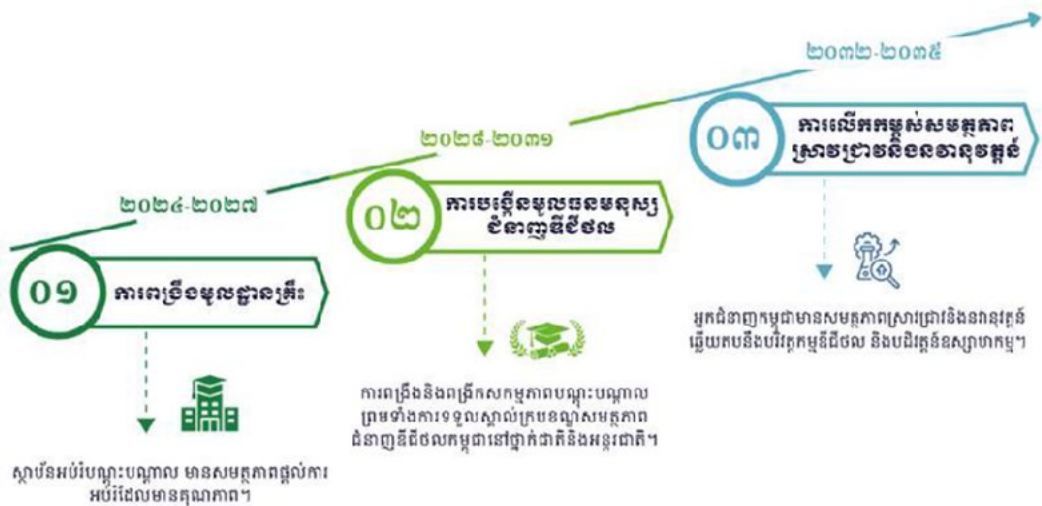 ២០២៤-២០២៧
០១
ការពង្រឹងមូលដ្ឋានគ្រឹះ
ស្ថាប័នអប់រំបណ្តុះបណ្តាល មានសមត្ថភាពផ្តល់ការ
អប់រំដែលមានគុណភាព។
២០២៨-២០៣១
០២
ការបង្កើនមូលធនមនុស្ស
ជំនាញឌីជីថល
ការពង្រឹងនិងពង្រីកសកម្មភាពបណ្តុះបណ្តាល
ព្រមទាំងការទទួលស្គាល់ក្របខណ្ឌសមត្ថភាព
ជំនាញឌីជីថលកម្ពុជានៅថ្នាក់ជាតិនិងអន្តរជាតិ។
២០៣២-២០៣៥
០៣
ការលើកកម្ពស់សមត្ថភាព
ស្រាវជ្រាវនិងនវានុវត្តន៍
អ្នកជំនាញកម្ពុជាមានសមត្ថភាពស្រាវជ្រាវនិងនវានុវត្តន៍
ឆ្លើយតបនឹងបរិវត្តកម្មឌីជីថល និងបដិវត្តន៍ឧស្សាហកម្ម។